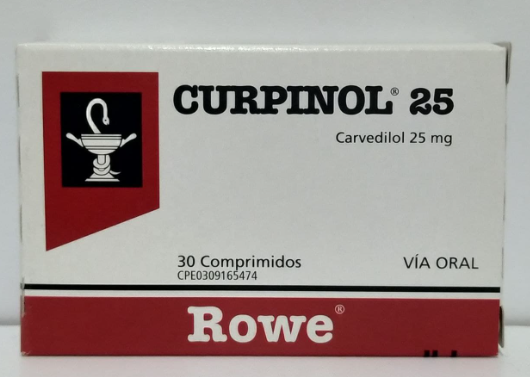 CURPINOL® 25
Carvedilol 25 mg
30 Comprimidos
VÍA ORAL
CPE0309165474
Rowe®